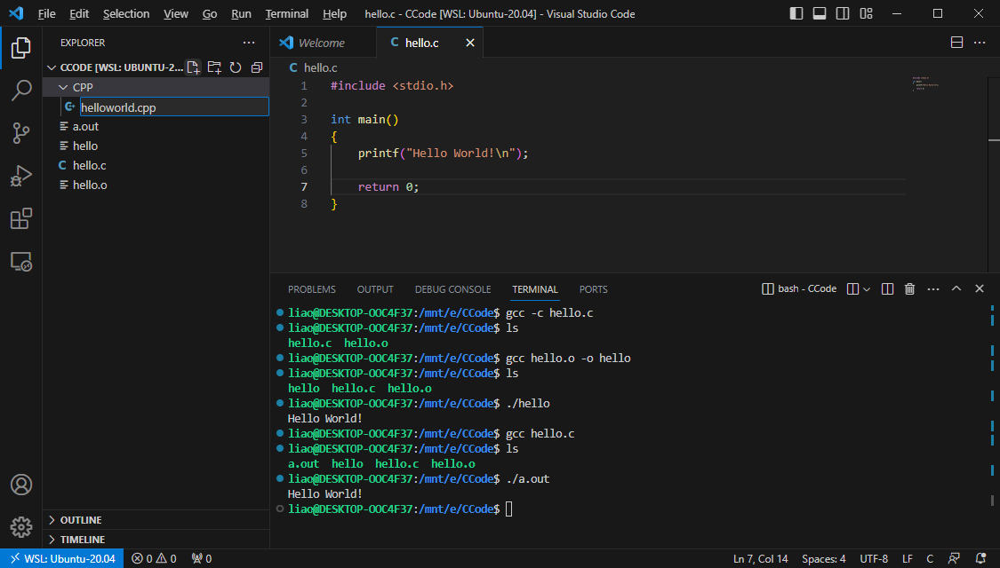 File Edit Selection View Go Run Terminal Help hello.c - CCode [WSL: Ubuntu-20.04] - Visual Studio Code
EXPLORER
CCODE [WSL: UBUNTU-2...
CPP
helloworld.cpp
a.out
hello
C hello.c
hello.o
OUTLINE
TIMELINE
Welcome
C hello.c
C hello.c
1 #include <stdio.h>
2
3 int main()
4 {
5 printf("Hello World!\n");
6
7 return 0;
8 }
PROBLEMS OUTPUT DEBUG CONSOLE TERMINAL PORTS
bash - CCode
liao@DESKTOP-OOC4F37:/mnt/e/CCode$ gcc -c hello.c
liao@DESKTOP-OOC4F37:/mnt/e/CCode$ ls
hello.c hello.o
liao@DESKTOP-OOC4F37:/mnt/e/CCode$ gcc hello.o -o hello
liao@DESKTOP-OOC4F37:/mnt/e/CCode$ ls
hello hello.c hello.o
liao@DESKTOP-OOC4F37:/mnt/e/CCode$ ./hello
Hello World!
liao@DESKTOP-OOC4F37:/mnt/e/CCode$ gcc hello.c
liao@DESKTOP-OOC4F37:/mnt/e/CCode$ ls
a.out hello hello.c hello.o
liao@DESKTOP-OOC4F37:/mnt/e/CCode$ ./a.out
Hello World!
liao@DESKTOP-OOC4F37:/mnt/e/CCode$
WSL: Ubuntu-20.04 0 0 0 Ln 7, Col 14 Spaces: 4 UTF-8 LF C